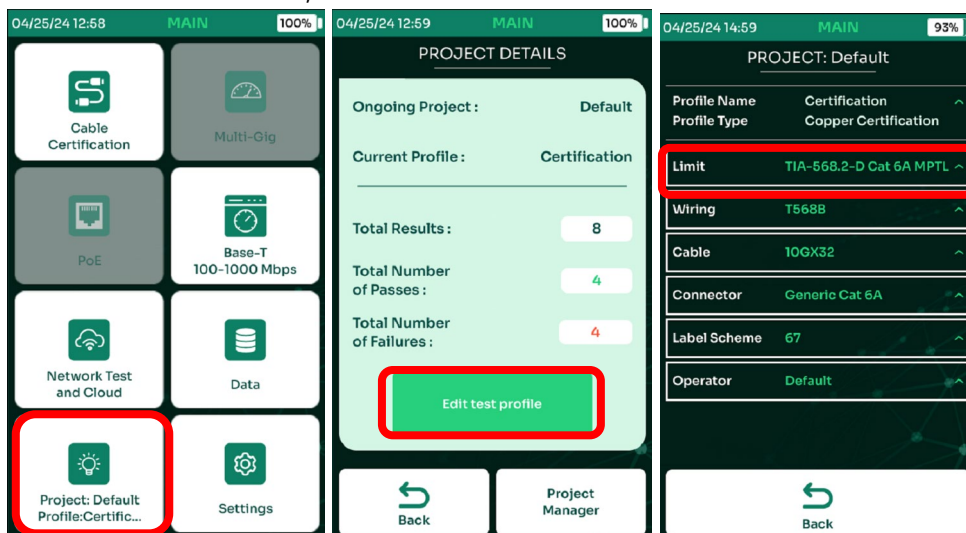 04/25/24 12:58 MAIN 100%
Cable
Certification
Multi-Gig
PoE
Base-T
100-1000 Mbps
Network Test
and Cloud
Data
Project: Default
Profile:Certific...
Settings
04/25/24 12:59 MAIN 100%
PROJECT DETAILS
Ongoing Project : Default
Current Profile : Certification
Total Results : 8
Total Number
of Passes : 4
Total Number
of Failures : 4
Edit test profile
Back
Project
Manager
04/25/24 14:59 MAIN 93%
PROJECT: Default
Profile Name Certification
Profile Type Copper Certification
Limit TIA-568.2-D Cat 6A MPTL
Wiring T568B
Cable 10GX32
Connector Generic Cat 6A
Label Scheme 67
Operator Default
Back